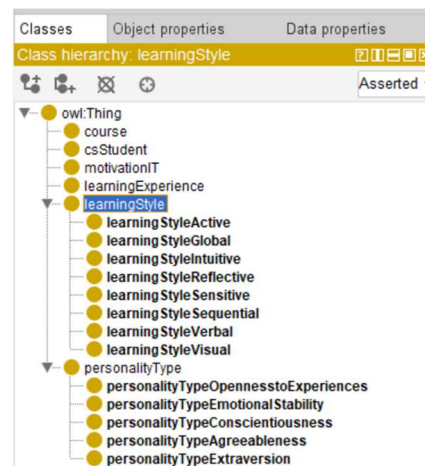 Classes Object properties Data properties
Class hierarchy: learningStyle
Asserted
owl:Thing
course
csStudent
motivationIT
learningExperience
learningStyle
learningStyleActive
learningStyleGlobal
learningStyleIntuitive
learningStyleReflective
learningStyleSensitive
learningStyleSequential
learningStyleVerbal
learningStyleVisual
personalityType
personalityTypeOpennesstoExperiences
personalityTypeEmotionalStability
personalityTypeConscientiousness
personalityTypeAgreeableness
personalityTypeExtraversion